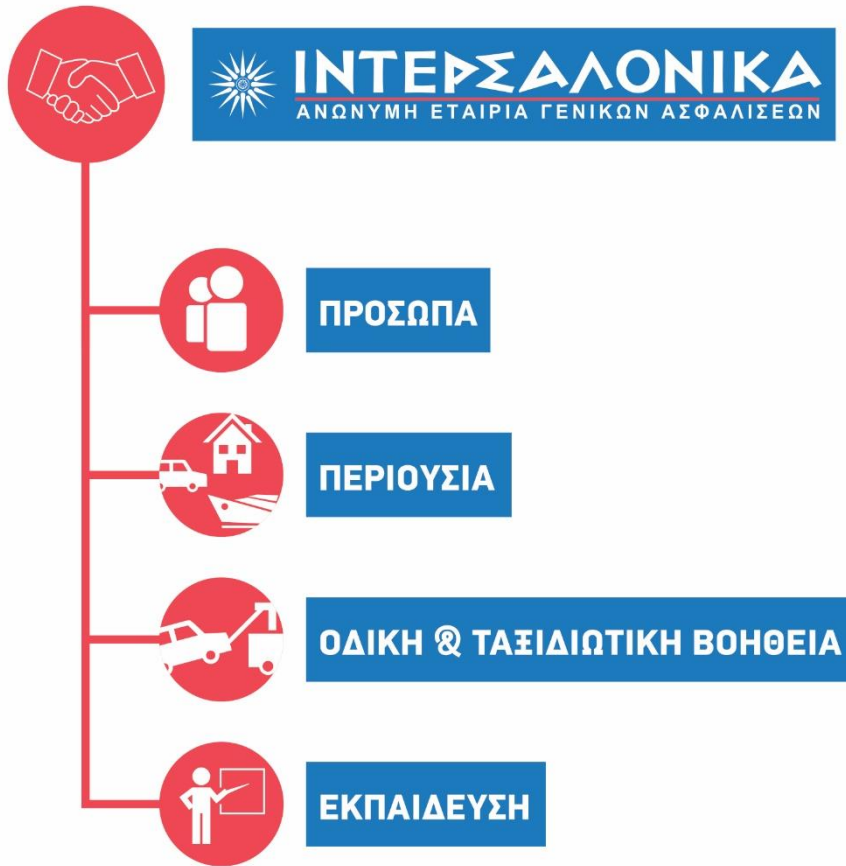 ΙΝΤΕΡΣΑΛΟΝΙΚΑ
ΑΝΩΝΥΜΗ ΕΤΑΙΡΙΑ ΓΕΝΙΚΩΝ ΑΣΦΑΛΙΣΕΩΝ
ΠΡΟΣΩΠΑ
ΠΕΡΙΟΥΣΙΑ
ΟΔΙΚΗ & ΤΑΞΙΔΙΩΤΙΚΗ ΒΟΗΘΕΙΑ
ΕΚΠΑΙΔΕΥΣΗ